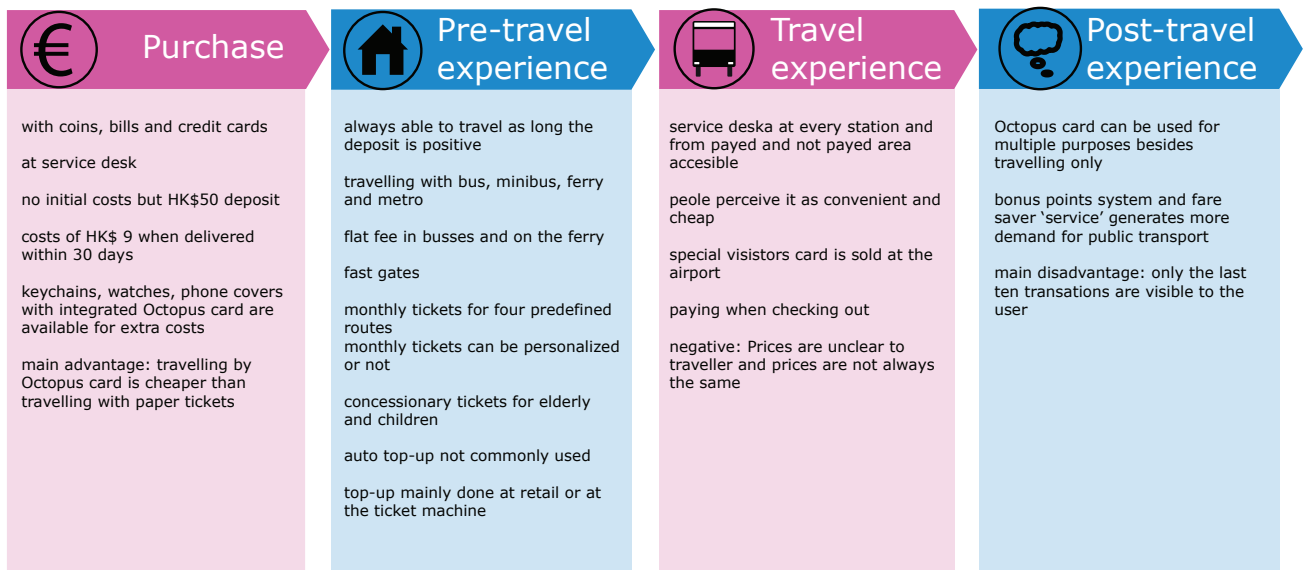 €
Purchase
with coins, bills and credit cards
at service desk
no initial costs but HK$50 deposit
costs of HK$ 9 when delivered
within 30 days
keychains, watches, phone covers
with integrated Octopus card are
available for extra costs
main advantage: travelling by
Octopus card is cheaper than
travelling with paper tickets
Pre-travel
experience
always able to travel as long the
deposit is positive
travelling with bus, minibus, ferry
and metro
flat fee in busses and on the ferry
fast gates
monthly tickets for four predefined
routes
monthly tickets can be personalized
or not
concessionary tickets for elderly
and children
auto top-up not commonly used
top-up mainly done at retail or at
the ticket machine
Travel
experience
service deska at every station and
from payed and not payed area
accesible
peole perceive it as convenient and
cheap
special visistors card is sold at the
airport
paying when checking out
negative: Prices are unclear to
traveller and prices are not always
the same
Post-travel
experience
Octopus card can be used for
multiple purposes besides
travelling only
bonus points system and fare
saver ‘service’ generates more
demand for public transport
main disadvantage: only the last
ten transations are visible to the
user